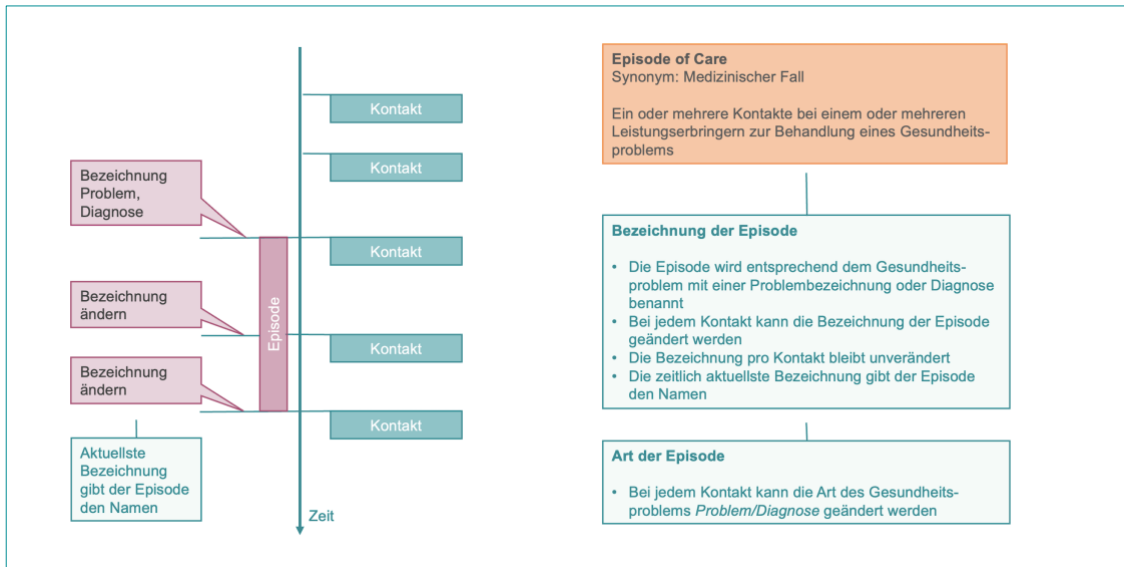 Kontakt
Kontakt
Bezeichnung
Problem,
Diagnose
Kontakt
Bezeichnung
ändern
Episode
Kontakt
Bezeichnung
ändern
Kontakt
Aktuellste
Bezeichnung
gibt der Episode
den Namen
Zeit
Episode of Care
Synonym: Medizinischer Fall
Ein oder mehrere Kontakte bei einem oder mehreren
Leistungserbringern zur Behandlung eines Gesundheits-
problems
Bezeichnung der Episode
• Die Episode wird entsprechend dem Gesundheits-
problem mit einer Problembezeichnung oder Diagnose
benannt
• Bei jedem Kontakt kann die Bezeichnung der Episode
geändert werden
• Die Bezeichnung pro Kontakt bleibt unverändert
• Die zeitlich aktuellste Bezeichnung gibt der Episode
den Namen
Art der Episode
• Bei jedem Kontakt kann die Art des Gesundheits-
problems Problem/Diagnose geändert werden